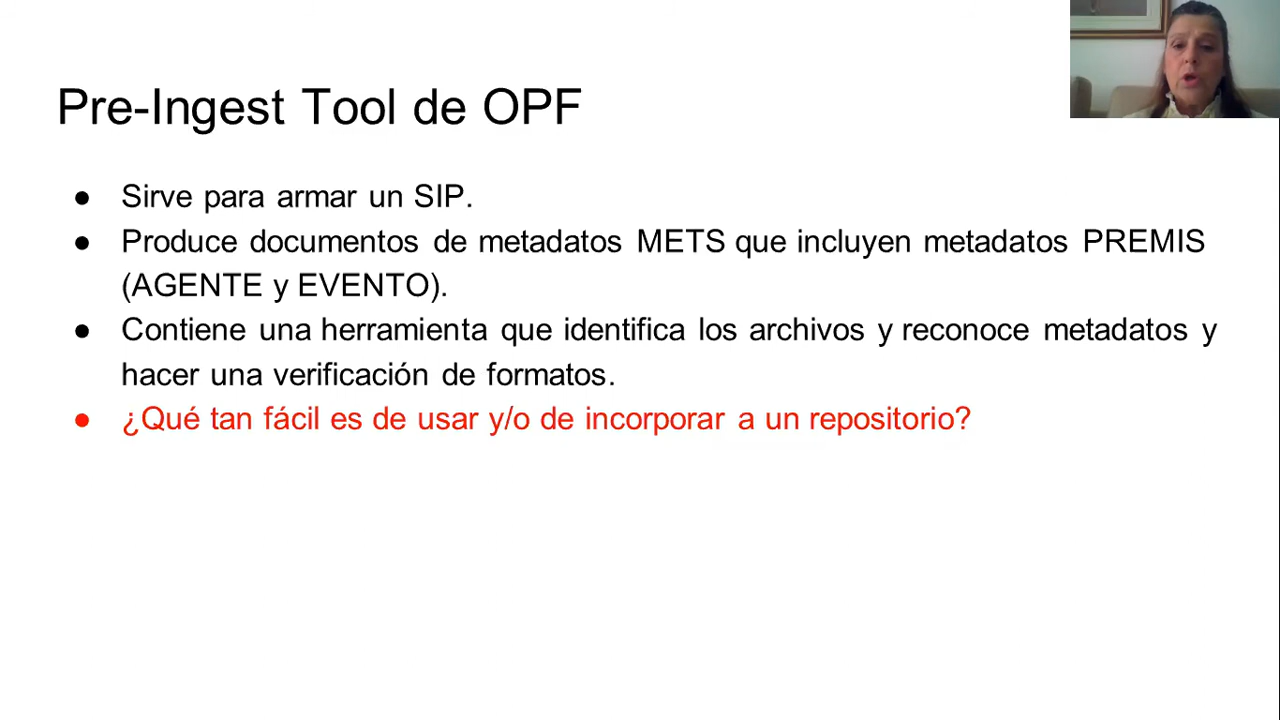 Pre-Ingest Tool de OPF
● Sirve para armar un SIP.
● Produce documentos de metadatos METS que incluyen metadatos PREMIS
(AGENTE y EVENTO).
● Contiene una herramienta que identifica los archivos y reconoce metadatos y
hacer una verificación de formatos.
● ¿Qué tan fácil es de usar y/o de incorporar a un repositorio?